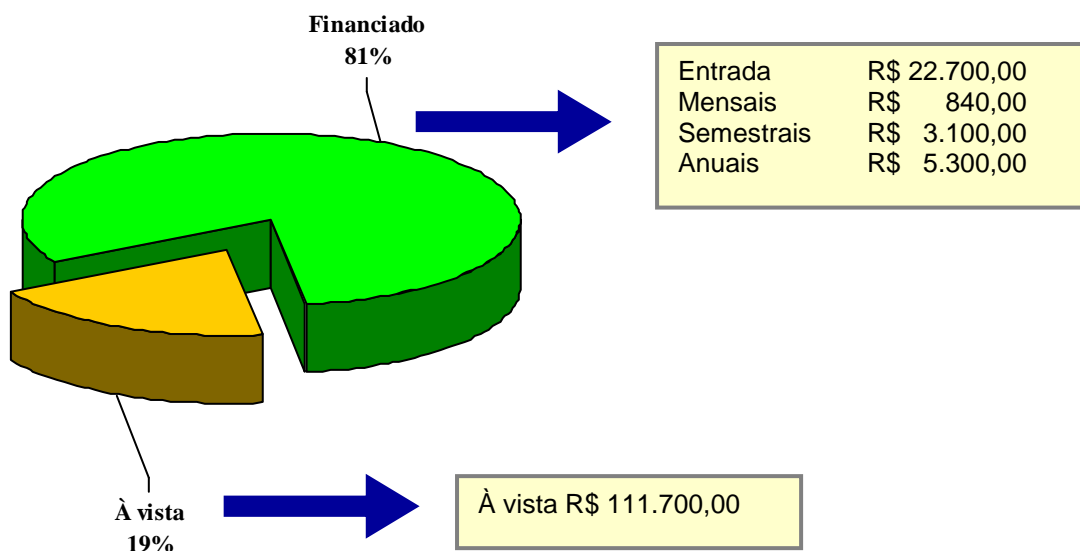 Financiado
81%
Entrada R$ 22.700,00
Mensais R$ 840,00
Semestrais R$ 3.100,00
Anuais R$ 5.300,00
À vista
19%
À vista R$ 111.700,00